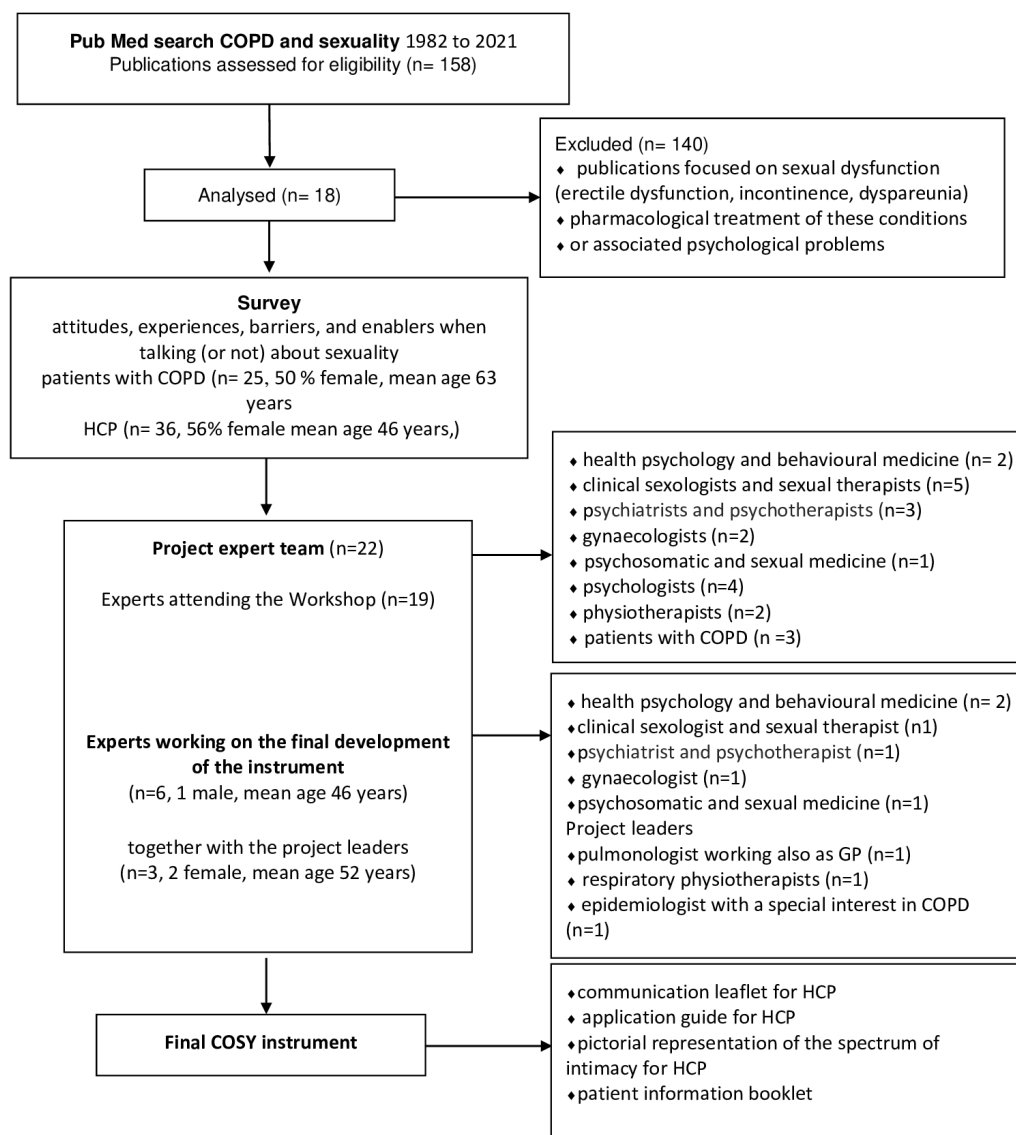 Pub Med search COPD and sexuality 1982 to 2021
Publications assessed for eligibility (n= 158)
Excluded (n= 140)
♦ publications focused on sexual dysfunction
(erectile dysfunction, incontinence, dyspareunia)
♦ pharmacological treatment of these conditions
♦ or associated psychological problems
Analysed (n= 18)
Survey
attitudes, experiences, barriers, and enablers when
talking (or not) about sexuality
patients with COPD (n= 25, 50 % female, mean age 63
years
HCP (n= 36, 56% female mean age 46 years,)
Project expert team (n=22)
Experts attending the Workshop (n=19)
♦ health psychology and behavioural medicine (n= 2)
♦ clinical sexologists and sexual therapists (n=5)
♦ psychiatrists and psychotherapists (n=3)
♦ gynaecologists (n=2)
♦ psychosomatic and sexual medicine (n=1)
♦ psychologists (n=4)
♦ physiotherapists (n=2)
♦ patients with COPD (n =3)
Experts working on the final development
of the instrument
(n=6, 1 male, mean age 46 years)
together with the project leaders
(n=3, 2 female, mean age 52 years)
♦ health psychology and behavioural medicine (n= 2)
♦clinical sexologist and sexual therapist (n1)
♦psychiatrist and psychotherapist (n=1)
♦ gynaecologist (n=1)
♦psychosomatic and sexual medicine (n=1)
Project leaders
♦pulmonologist working also as GP (n=1)
♦respiratory physiotherapists (n=1)
♦ epidemiologist with a special interest in COPD
(n=1)
Final COSY instrument
♦communication leaflet for HCP
♦ application guide for HCP
♦pictorial representation of the spectrum of
intimacy for HCP
♦patient information booklet